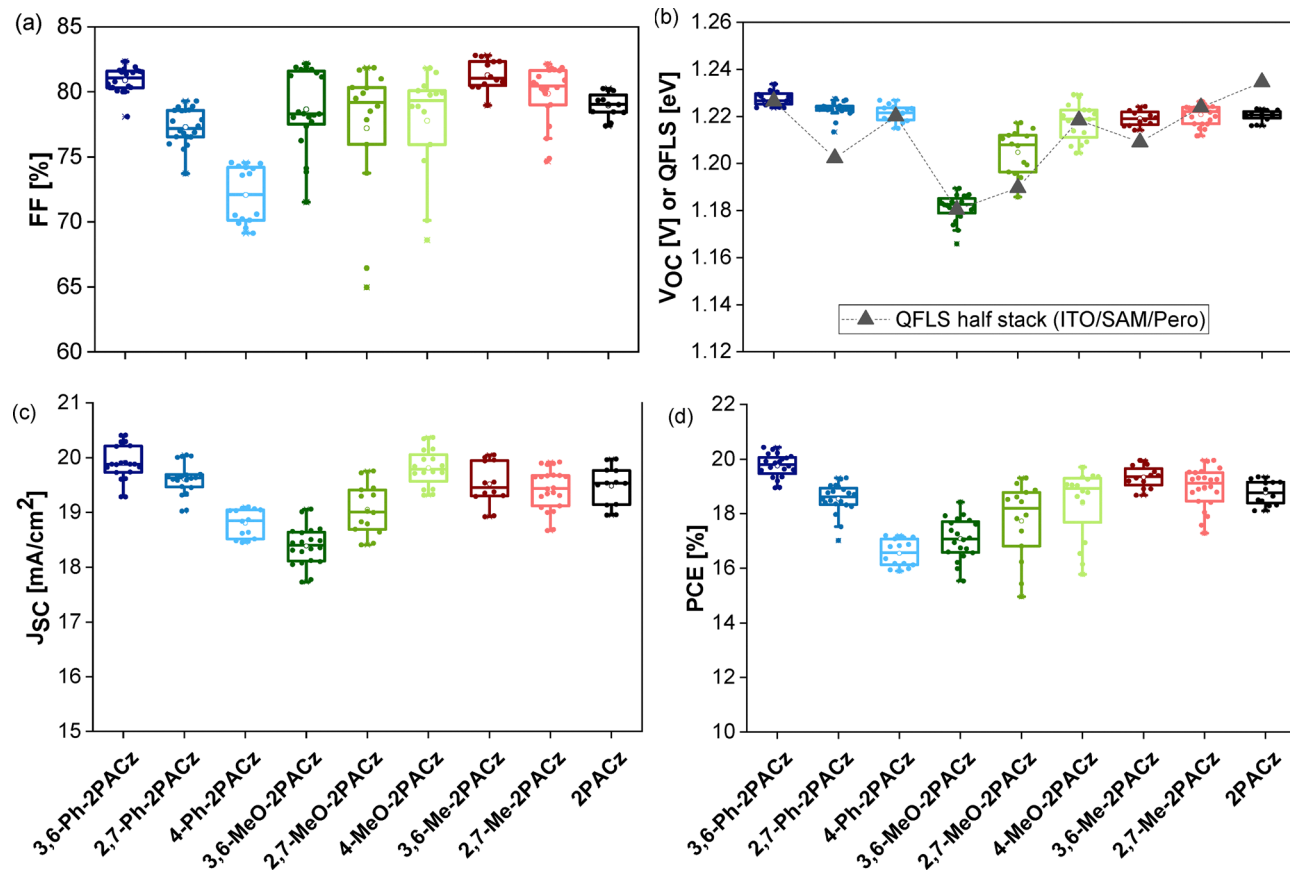 (a)
FF [%]
85
80
75
70
65
60
(b)
VOC [V] or QFLS [eV]
1.26
1.24
1.22
1.20
1.18
1.16
1.14
1.12
QFLS half stack (ITO/SAM/Pero)
(c)
JSC [mA/cm2]
21
20
19
18
17
16
15
3,6-Ph-2PACz
2,7-Ph-2PACz
4-Ph-2PACz
3,6-MeO-2PACz
2,7-MeO-2PACz
4-MeO-2PACz
3,6-Me-2PACz
2,7-Me-2PACz
2PACz
(d)
PCE [%]
22
20
18
16
14
12
10
3,6-Ph-2PACz
2,7-Ph-2PACz
4-Ph-2PACz
3,6-MeO-2PACz
2,7-MeO-2PACz
4-MeO-2PACz
3,6-Me-2PACz
2,7-Me-2PACz
2PACz